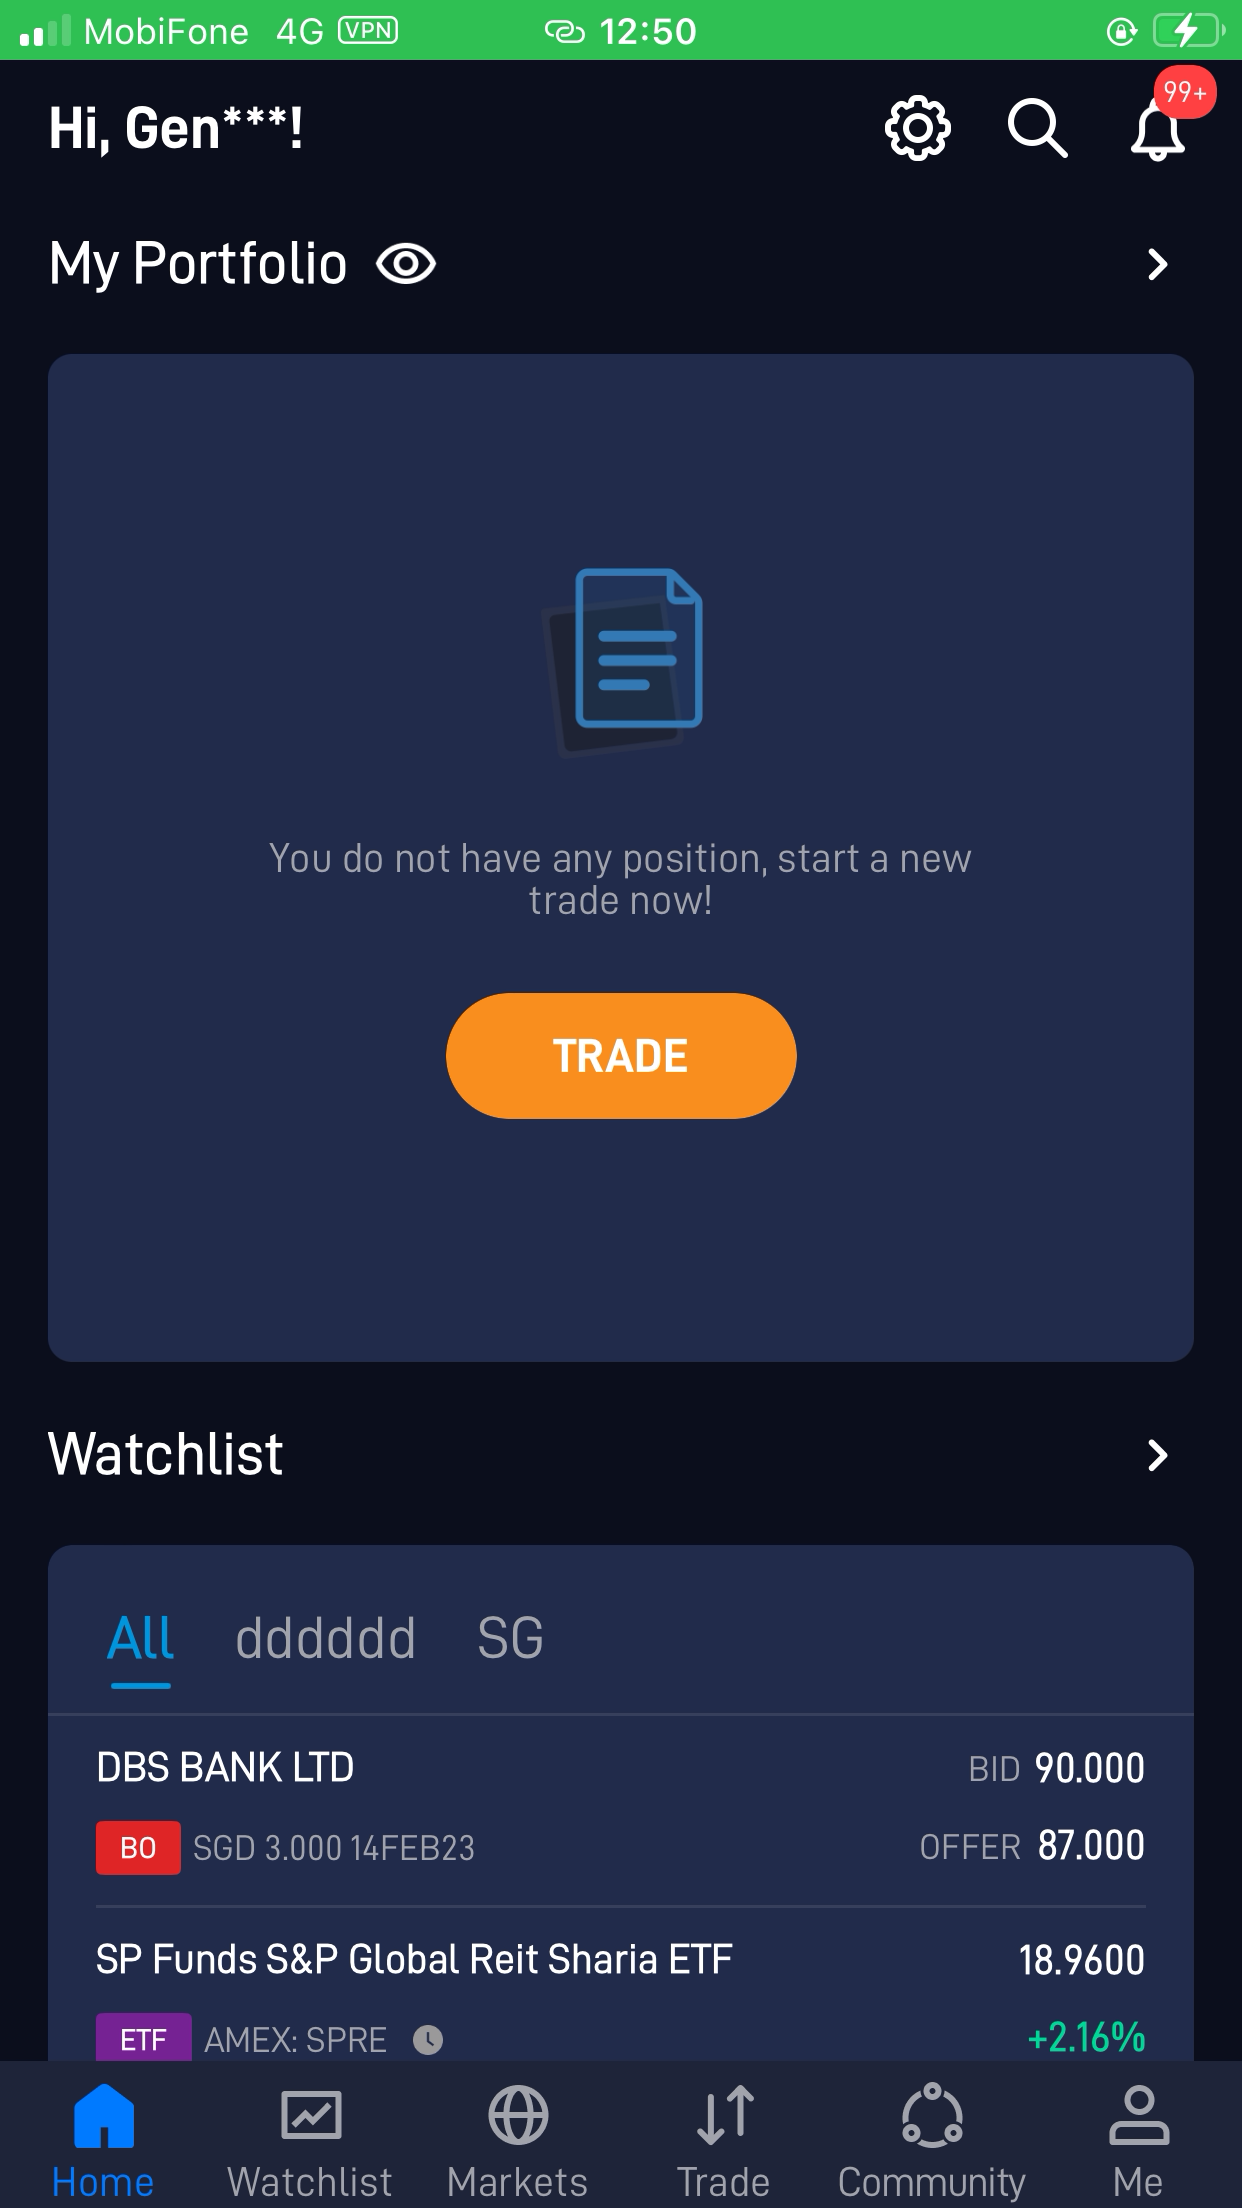 MobiFone 4G VPN 12:50
Hi, Gen***!
99+
My Portfolio
You do not have any position, start a new
trade now!
TRADE
Watchlist
All dddddd SG
DBS BANK LTD BID 90.000
BO SGD 3.000 14FEB23 OFFER 87.000
SP Funds S&P Global Reit Sharia ETF 18.9600
ETF AMEX: SPRE +2.16%
Home Watchlist Markets Trade Community Me